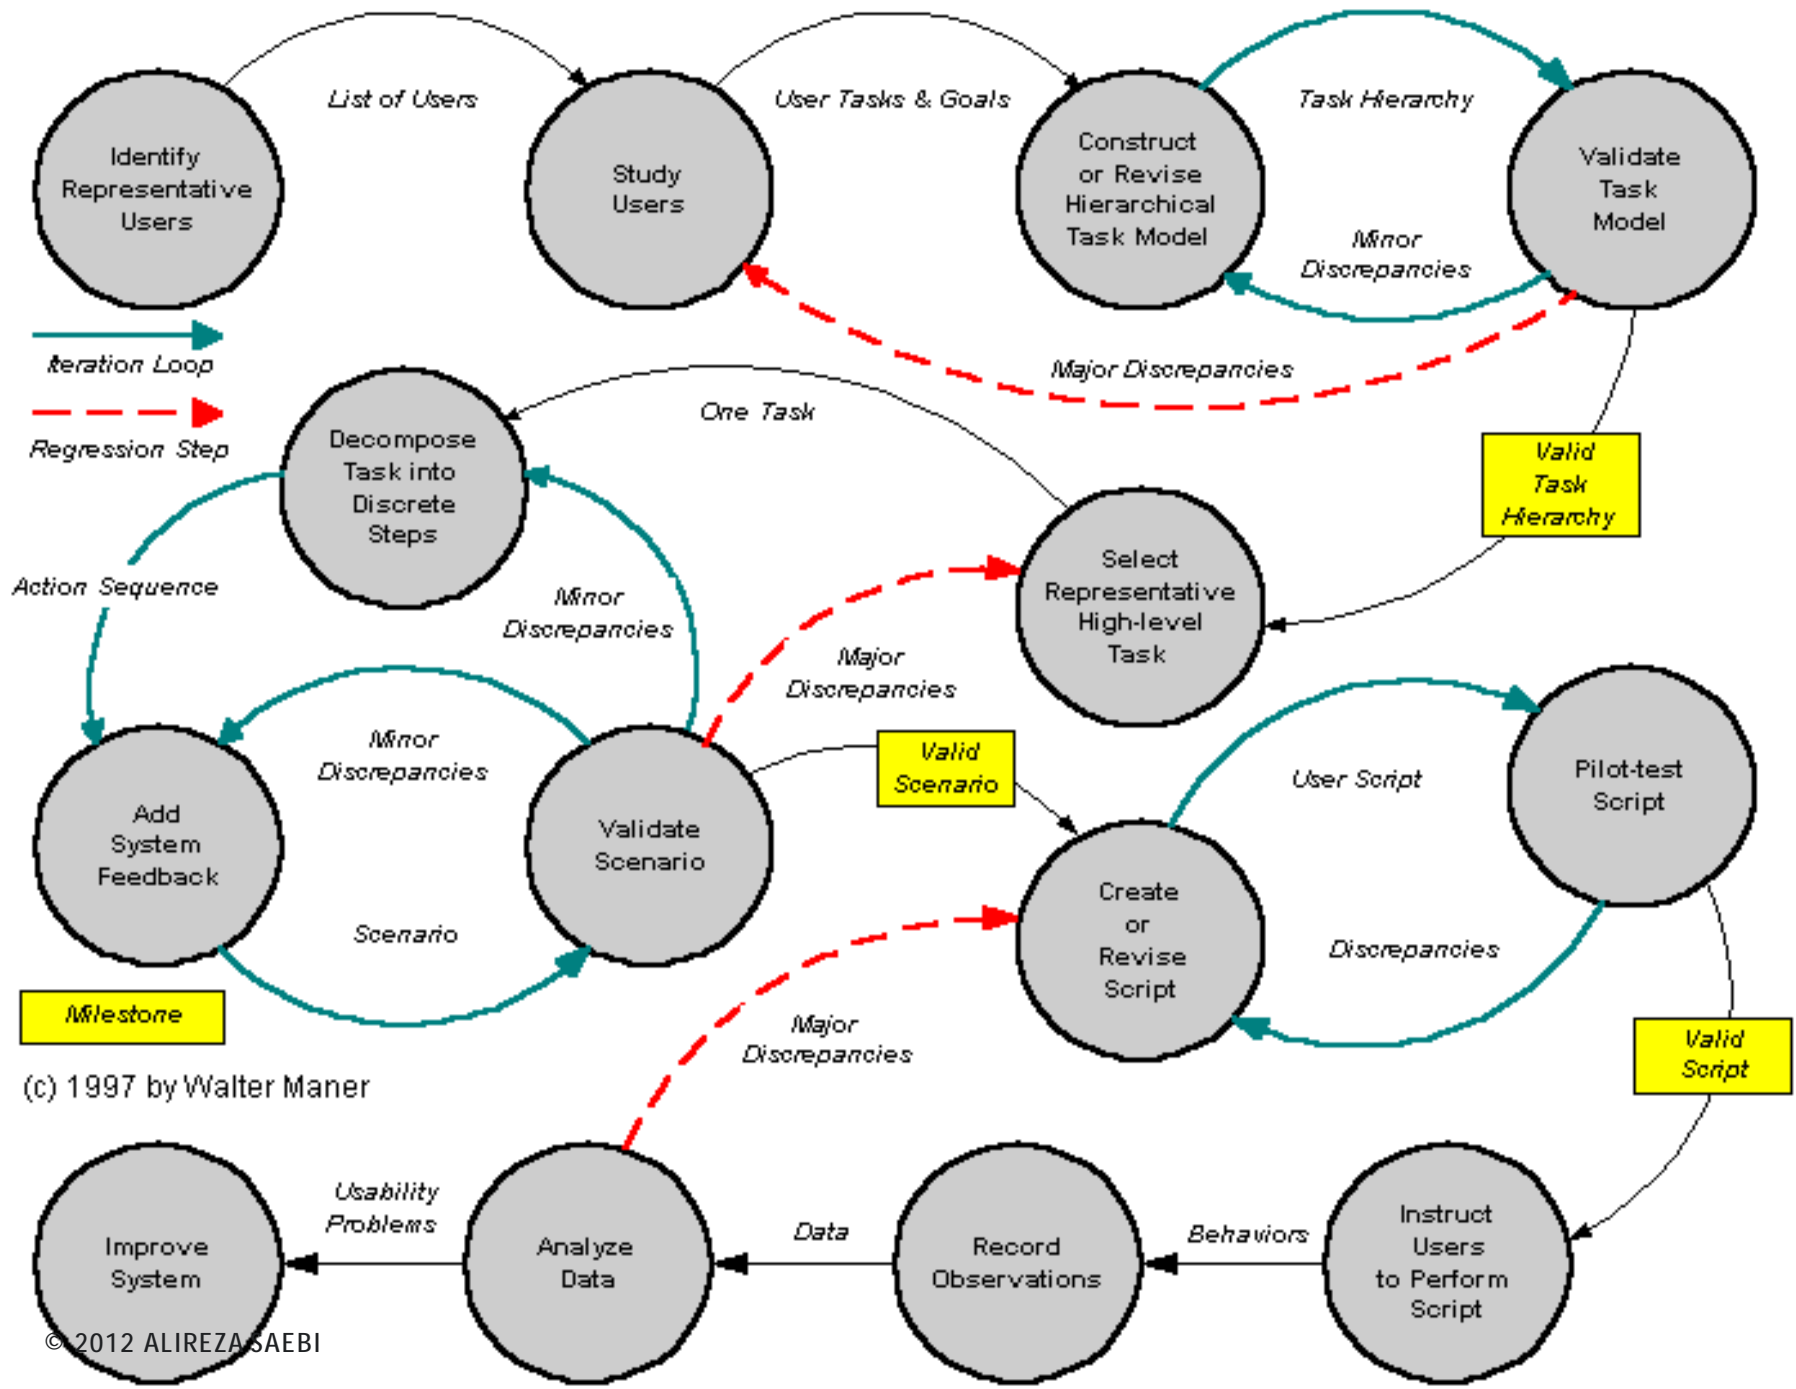 Identify
Representative
Users
List of Users
Study
Users
User Tasks & Goals
Construct
or Revise
Hierarchical
Task Model
Task Hierarchy
Validate
Task
Model
Minor
Discrepancies
Major Discrepancies
Iteration Loop
Regression Step
Valid
Task
Hierarchy
Select
Representative
High-level
Task
One Task
Decompose
Task into
Discrete
Steps
Action Sequence
Minor
Discrepancies
Major
Discrepancies
Add
System
Feedback
Minor
Discrepancies
Scenario
Validate
Scenario
Valid
Scenario
Create
or
Revise
Script
User Script
Pilot-test
Script
Discrepancies
Major
Discrepancies
Valid
Script
Milestone
(c) 1997 by Walter Maner
Instruct
Users
to Perform
Script
Behaviors
Record
Observations
Data
Analyze
Data
Usability
Problems
Improve
System
© 2012 ALIREZA SAEBI